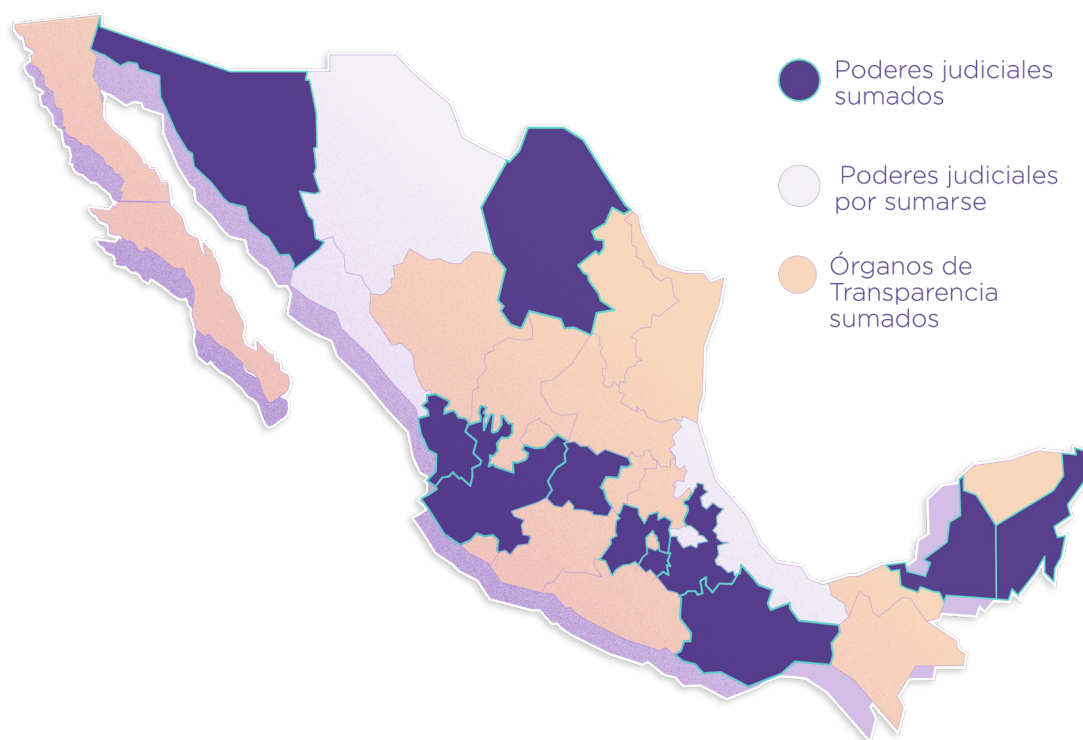 Poderes judiciales
sumados
Poderes judiciales
por sumarse
Órganos de
Transparencia
sumados